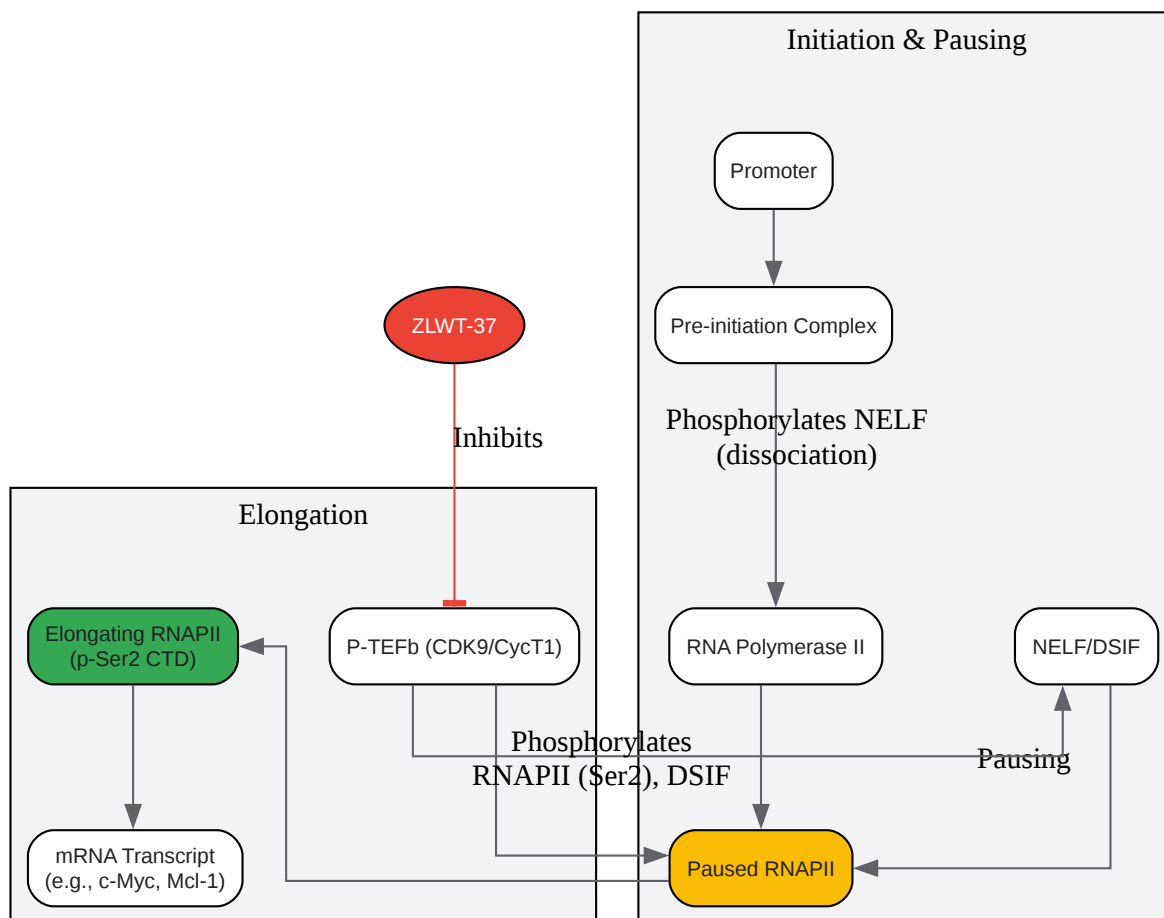 Initiation & Pausing
Promoter
ZLWT-37
Pre-initiation Complex
Inhibits
Phosphorylates NELF
(dissociation)
Elongation
Elongating RNAPII
(p-Ser2 CTD)
P-TEFb (CDK9/CycT1)
RNA Polymerase II
NELF/DSIF
Phosphorylates
RNAPII (Ser2), DSIF
Pausing
mRNA Transcript
(e.g., c-Myc, Mcl-1)
Paused RNAPII